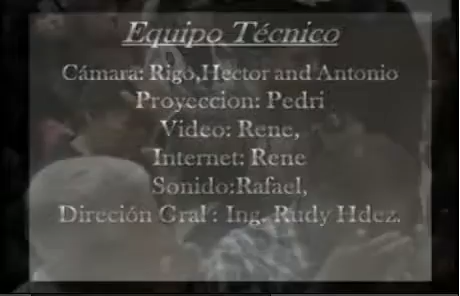 Equipo Técnico
Cámara: Rigo,Hector and Antonio
Proyeccion: Pedri
Video: Rene,
Internet: Rene
Sonido:Rafael,
Direción Gral : Ing. Rudy Hdez.